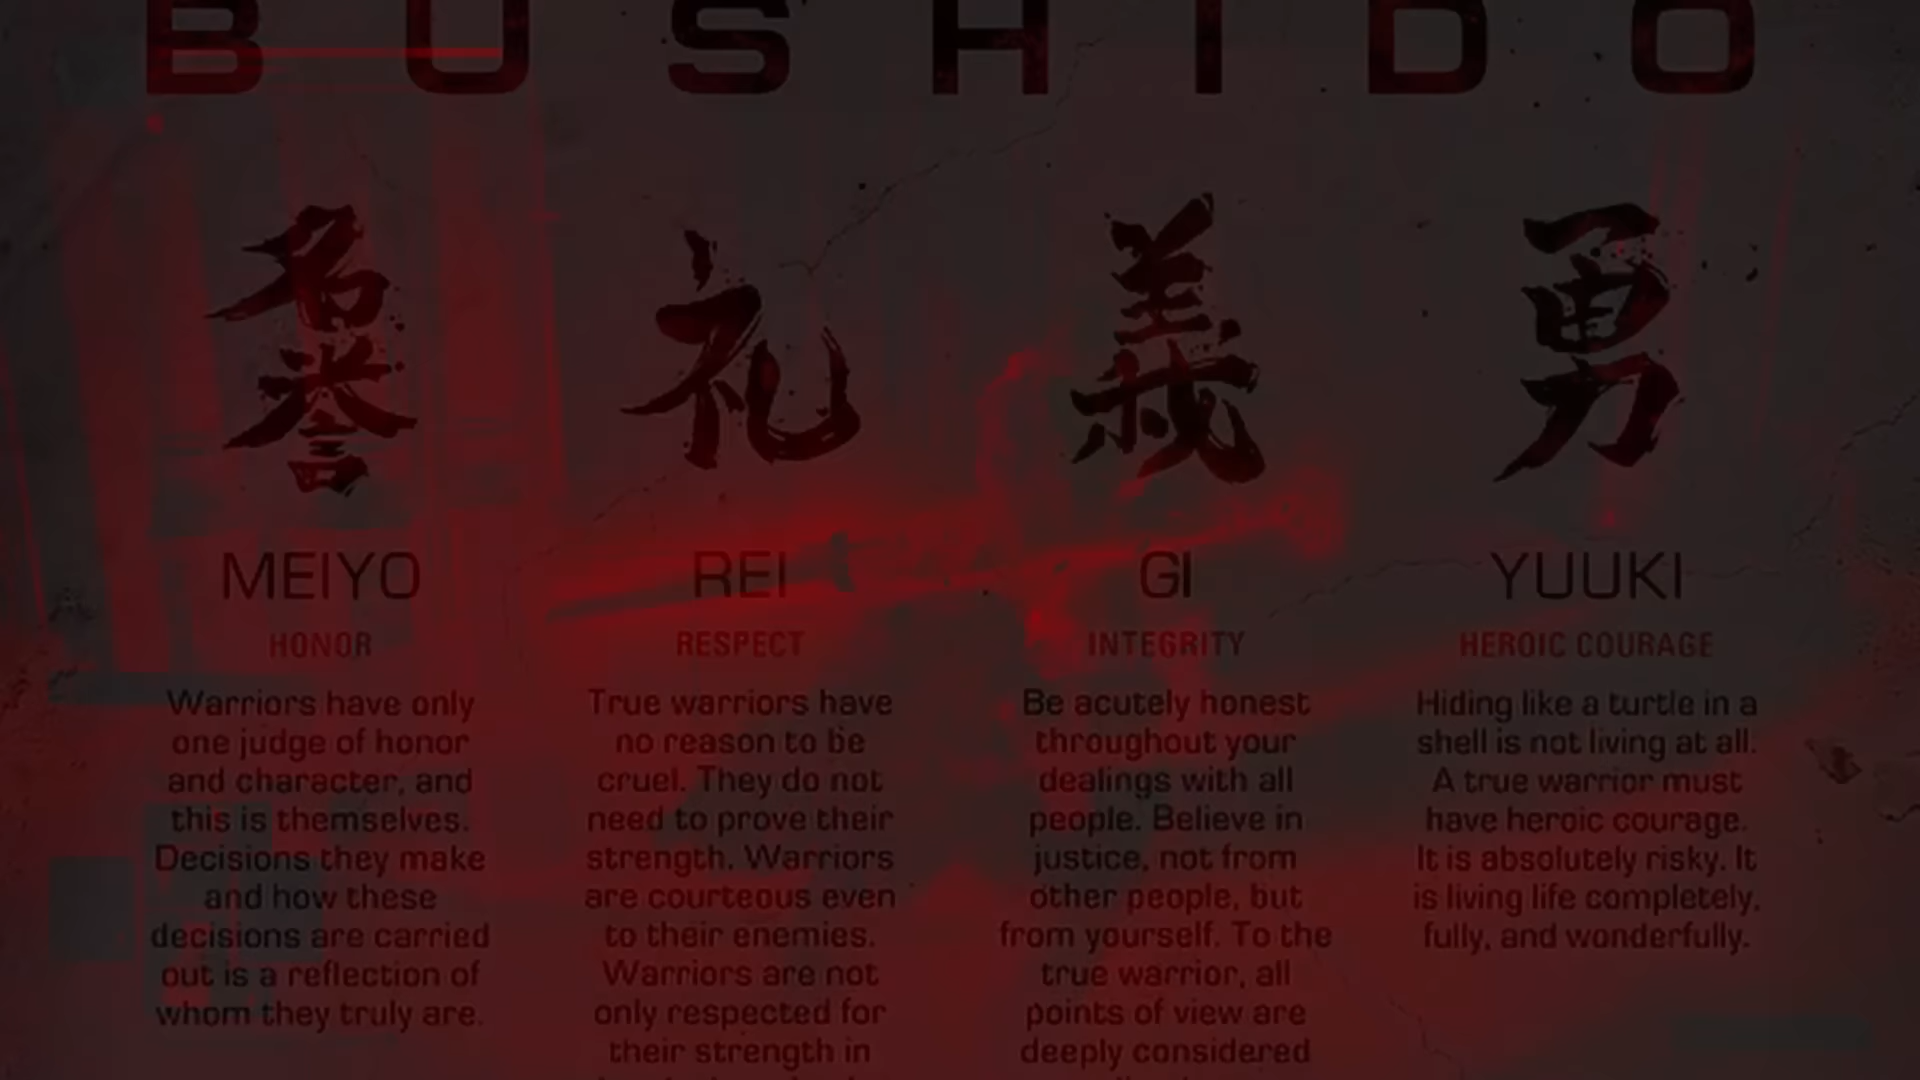 BUSHIDO
名誉
礼
義
勇
MEIYO
HONOR
Warriors have only
one judge of honor
and character, and
this is themselves.
Decisions they make
and how these
decisions are carried
out is a reflection of
whom they truly are.
REI
RESPECT
True warriors have
no reason to be
cruel. They do not
need to prove their
strength. Warriors
are courteous even
to their enemies.
Warriors are not
only respected for
their strength in
GI
INTEGRITY
Be acutely honest
throughout your
dealings with all
people. Believe in
justice, not from
other people, but
from yourself. To the
true warrior, all
points of view are
deeply considered
YUUKI
HEROIC COURAGE
Hiding like a turtle in a
shell is not living at all.
A true warrior must
have heroic courage.
It is absolutely risky. It
is living life completely,
fully, and wonderfully.